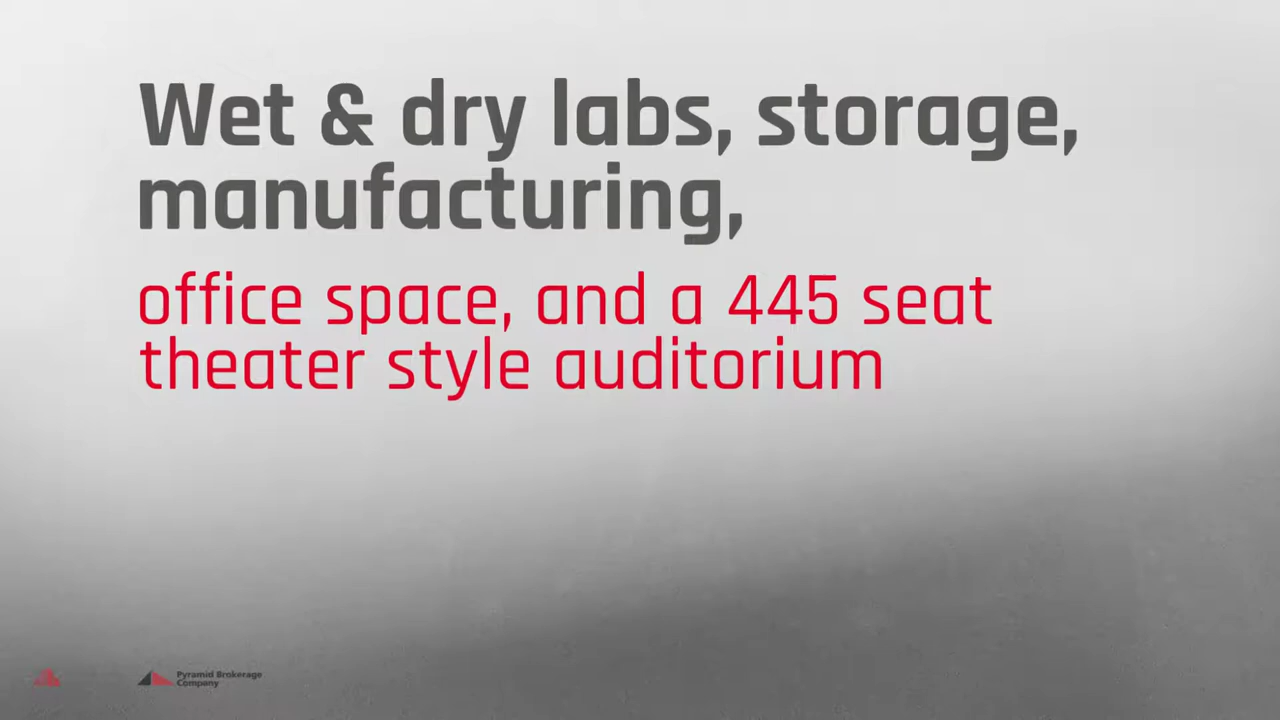 Wet & dry labs, storage,
manufacturing,
office space, and a 445 seat
theater style auditorium
Pyramid Brokerage
Company